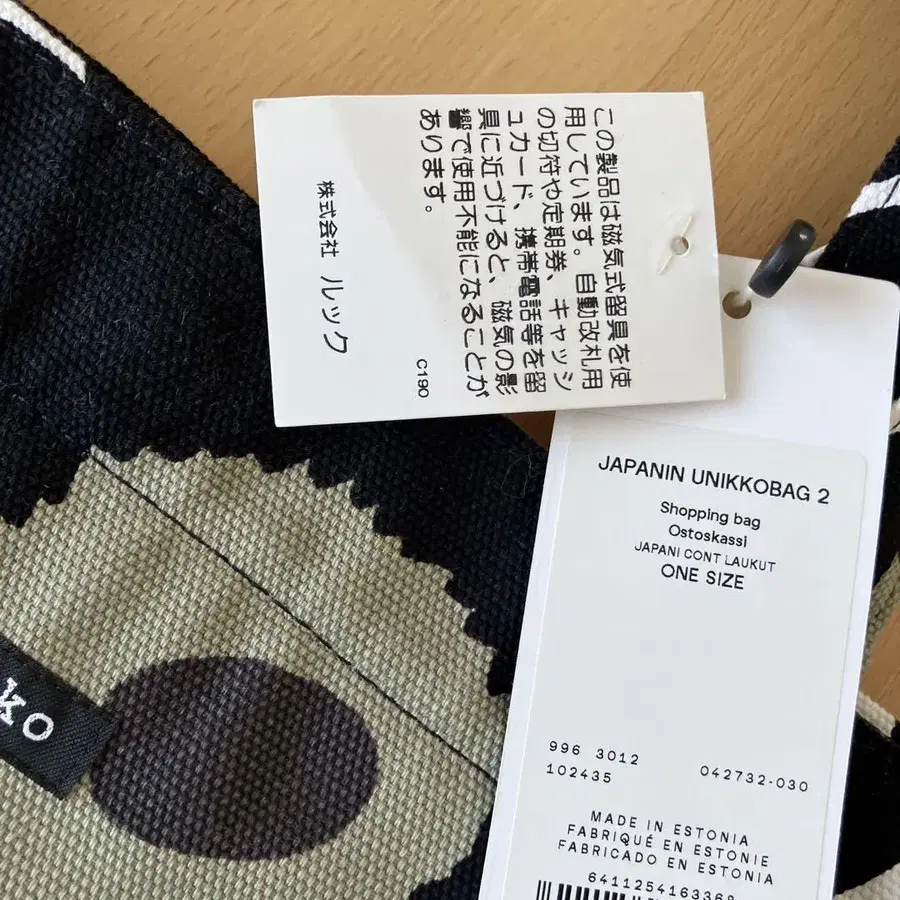 この製品は磁気式留具を使
用しています。自動改札用
の切符や定期券、キャッシ
ュカード、携帯電話等を留
具に近づけると、磁気の影
響で使用不能になることが
あります。
株式会社 ルック
C190
JAPANIN UNIKKOBAG 2
Shopping bag
Ostoskassi
JAPANI CONT LAUKUT
ONE SIZE
996 3012
102435
042732-030
MADE IN ESTONIA
FABRIQUÉ EN ESTONIE
FABRICADO EN ESTONIA
6411254163368
ko